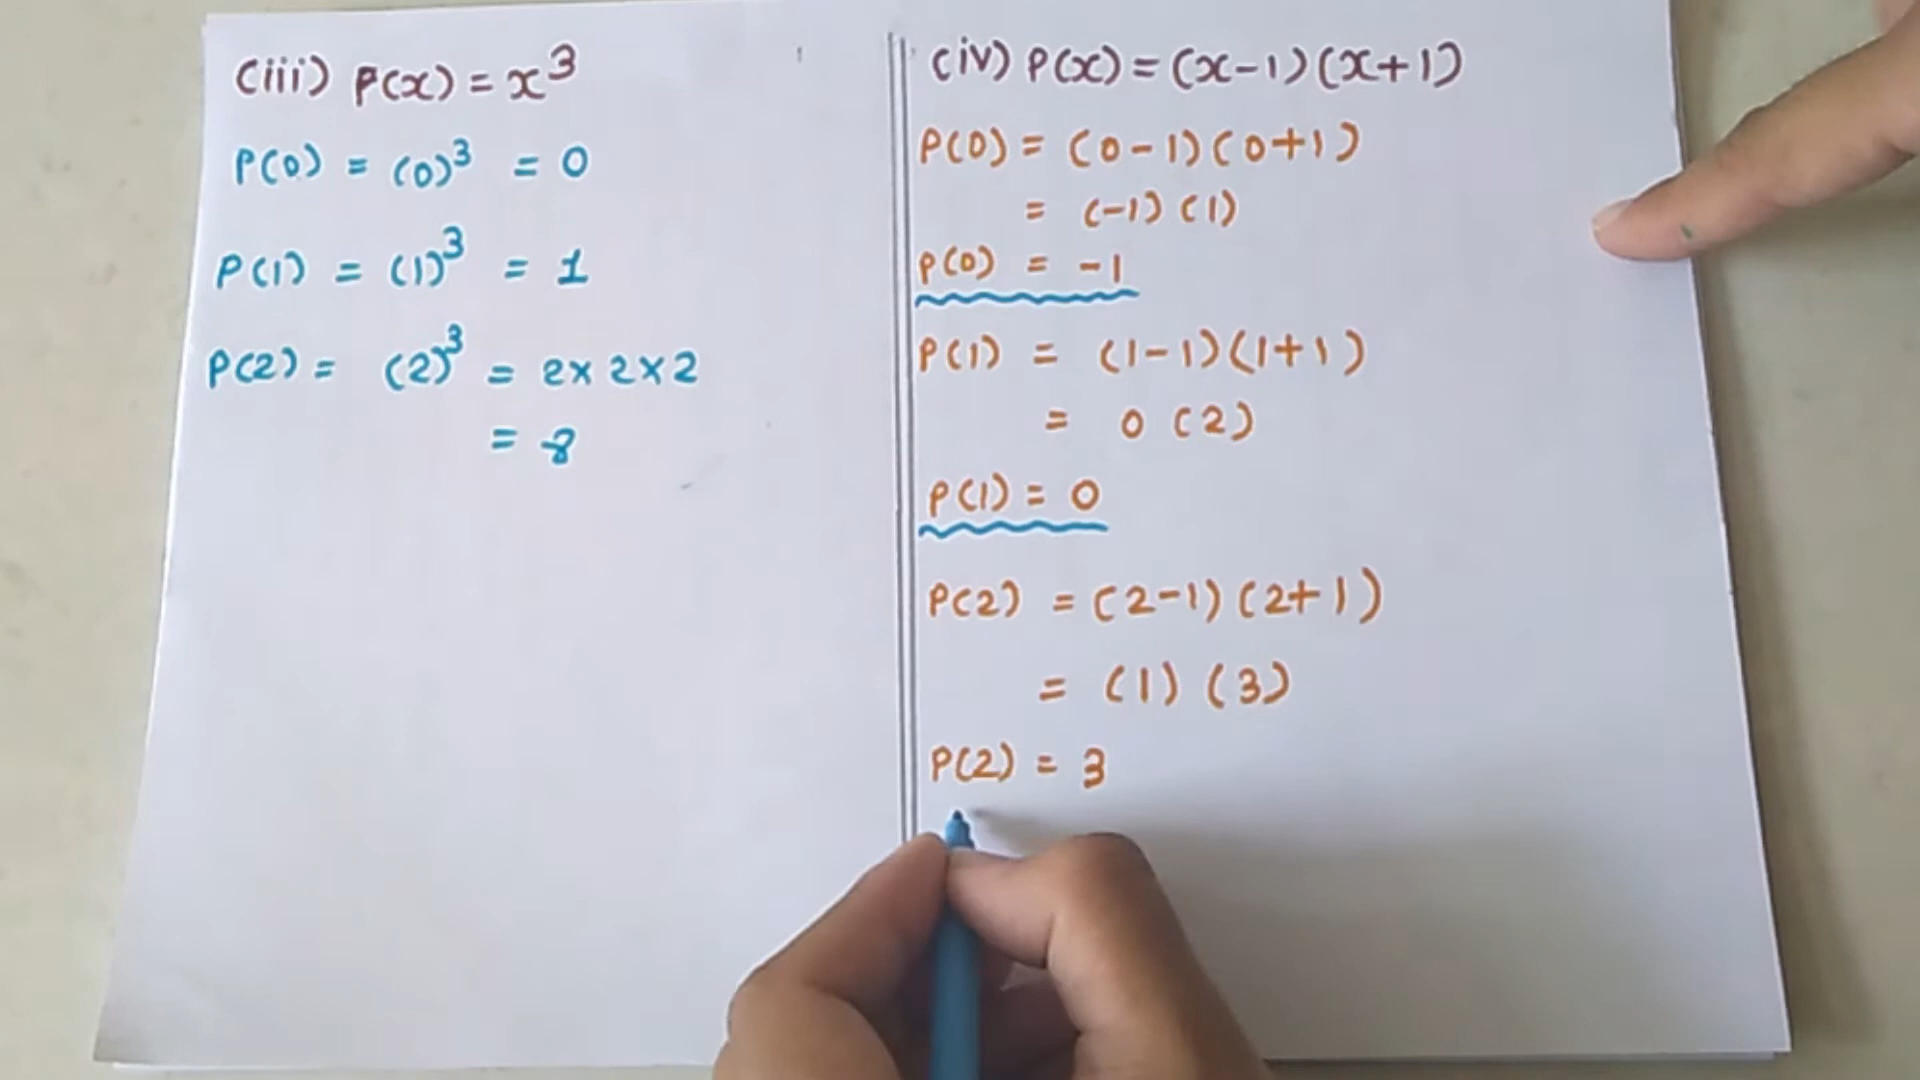 (iii) P(x) = x³
P(0) = (0)³ = 0
P(1) = (1)³ = 1
P(2) = (2)³ = 2×2×2
= 8
(iv) P(x) = (x-1)(x+1)
P(0) = (0-1)(0+1)
= (-1)(1)
P(0) = -1
P(1) = (1-1)(1+1)
= 0 (2)
P(1) = 0
P(2) = (2-1)(2+1)
= (1) (3)
P(2) = 3